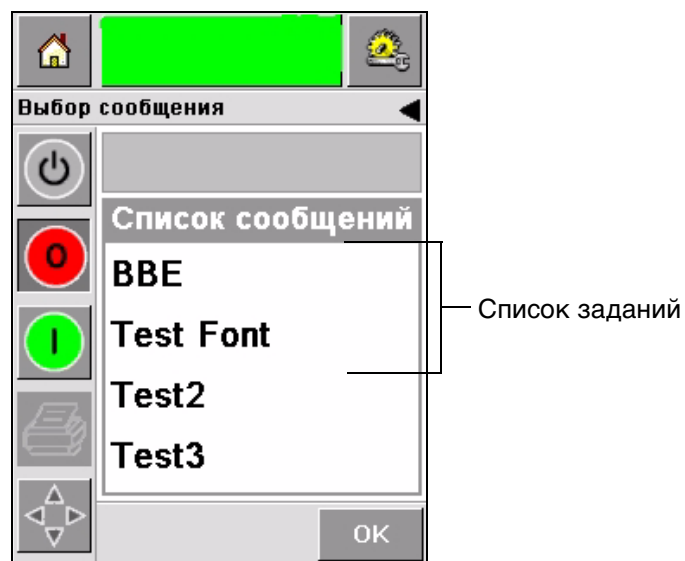 Выбор сообщения
Список сообщений
O
BBE
I
Test Font
Список заданий
Test2
Test3
OK